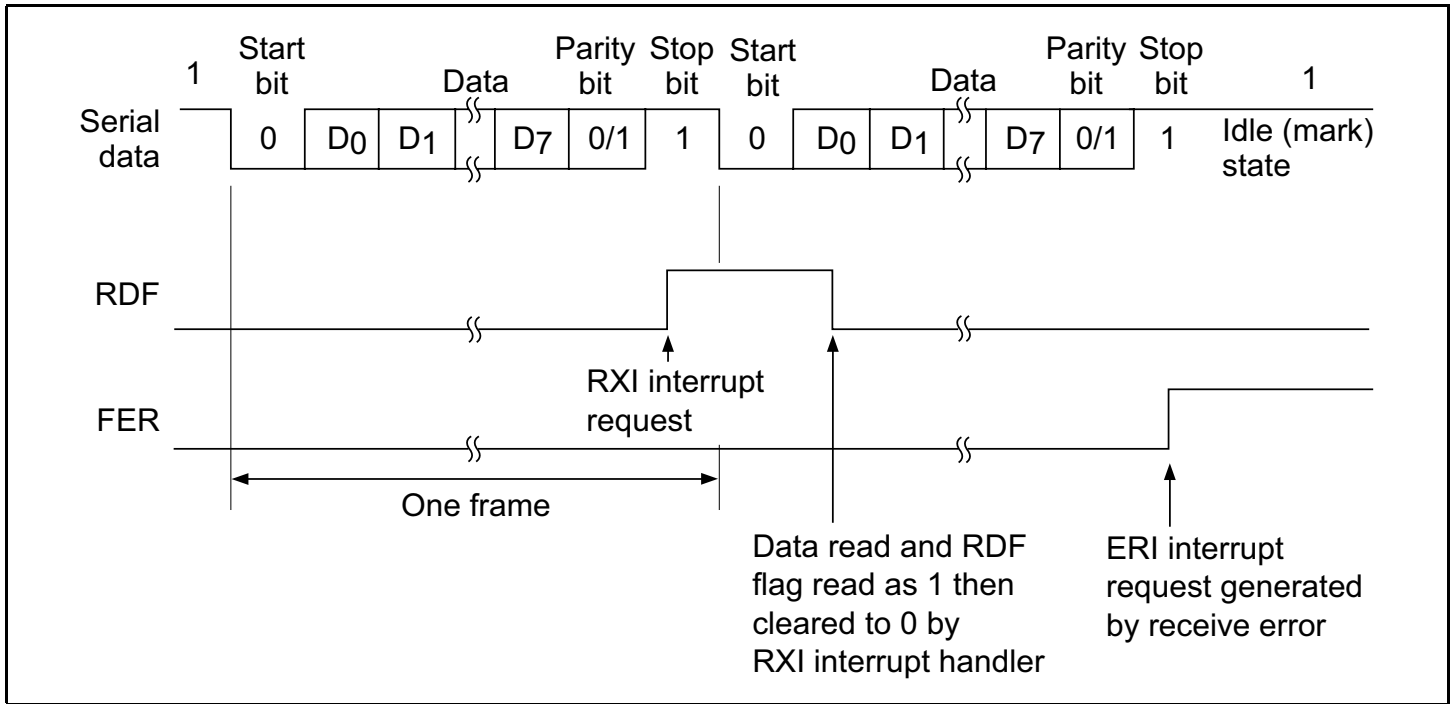 Start Parity Stop Start Parity Stop
1 bit Data bit bit bit Data bit bit 1
Serial data
0 D0 D1 D7 0/1 1 0 D0 D1 D7 0/1 1 Idle (mark) state
RDF
RXI interrupt
request
FER
One frame
Data read and RDF
flag read as 1 then
cleared to 0 by
RXI interrupt handler
ERI interrupt
request generated
by receive error